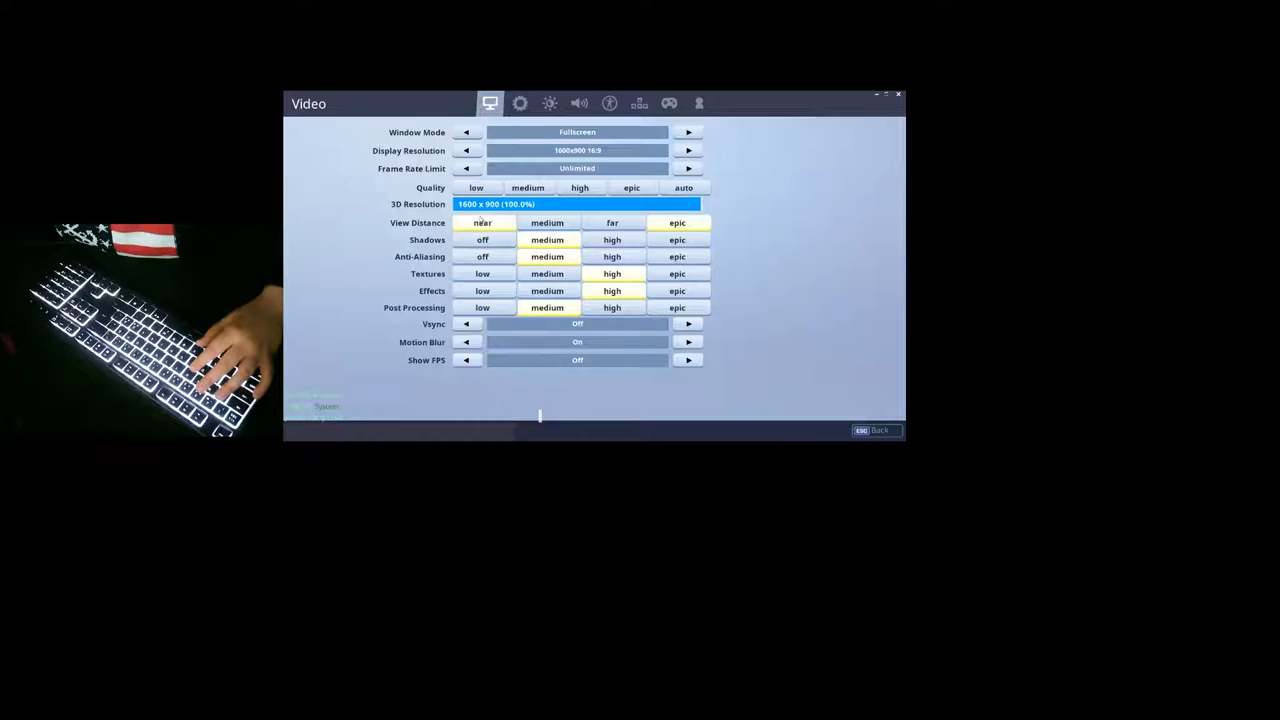 Video
Window Mode Fullscreen
Display Resolution 1600x900 16:9
Frame Rate Limit Unlimited
Quality low medium high epic auto
3D Resolution 1600 x 900 (100.0%)
View Distance near medium far epic
Shadows off medium high epic
Anti-Aliasing off medium high epic
Textures low medium high epic
Effects low medium high epic
Post Processing low medium high epic
Vsync Off
Motion Blur On
Show FPS Off
System
ESC Back